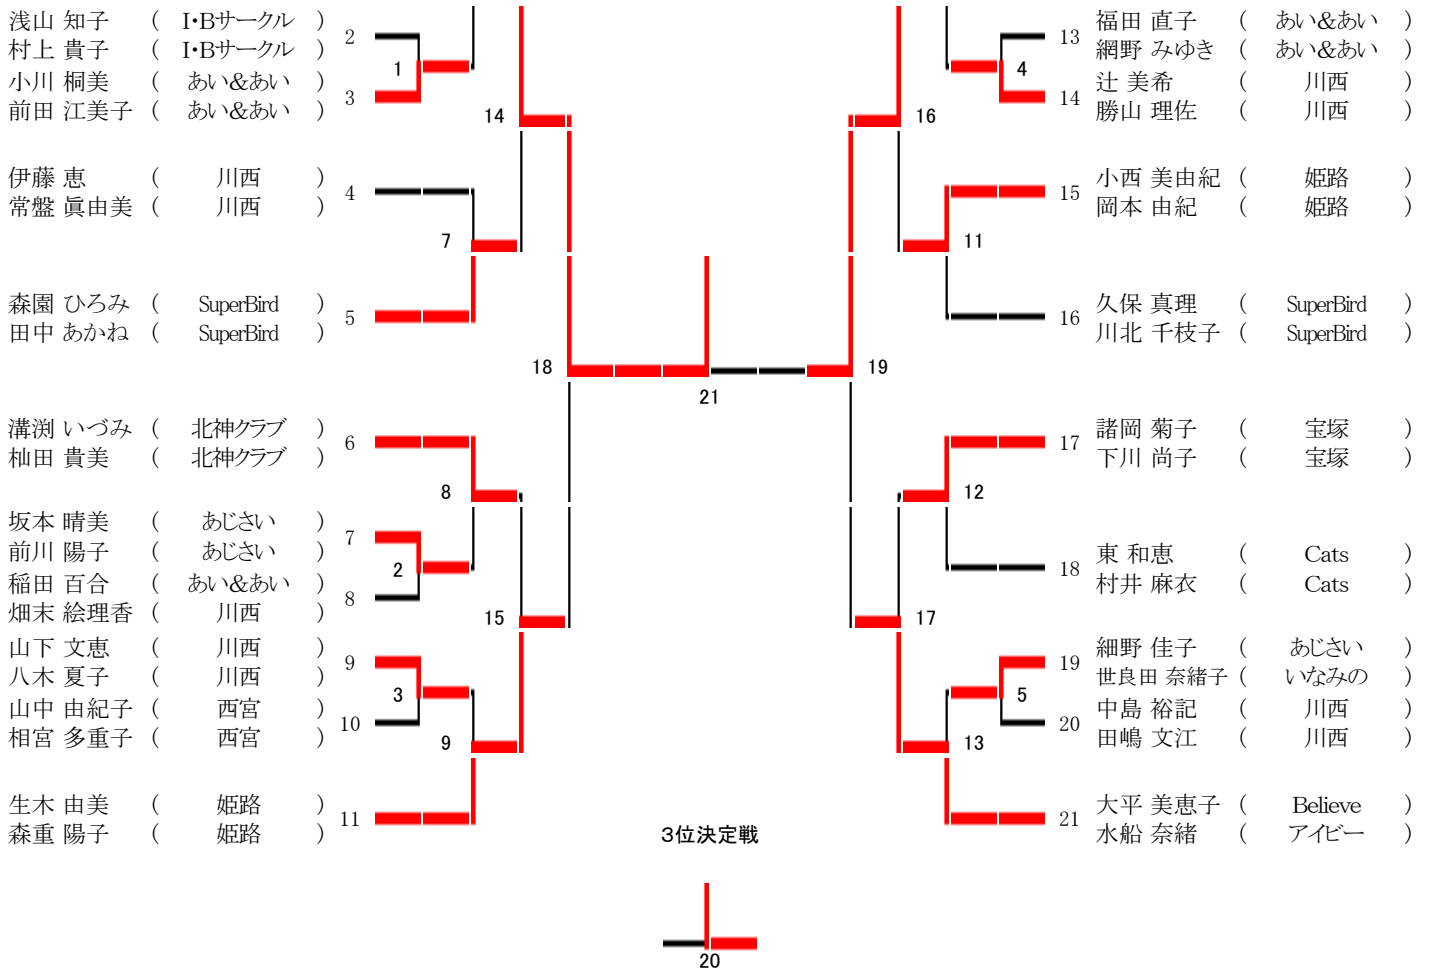 浅山 知子 ( I・Bサークル ) 2
村上 貴子 ( I・Bサークル )
1
小川 桐美 ( あい&あい ) 3
前田 江美子 ( あい&あい )
14
伊藤 恵 ( 川西 ) 4
常盤 眞由美 ( 川西 )
7
森園 ひろみ ( SuperBird ) 5
田中 あかね ( SuperBird )
18
溝渕 いづみ ( 北神クラブ ) 6
杣田 貴美 ( 北神クラブ )
8
坂本 晴美 ( あじさい ) 7
前川 陽子 ( あじさい )
2
稲田 百合 ( あい&あい ) 8
畑末 絵理香 ( 川西 )
15
山下 文恵 ( 川西 ) 9
八木 夏子 ( 川西 )
3
山中 由紀子 ( 西宮 ) 10
相宮 多重子 ( 西宮 )
9
生木 由美 ( 姫路 ) 11
森重 陽子 ( 姫路 )
21
13 福田 直子 ( あい&あい )
網野 みゆき ( あい&あい )
4
14 辻 美希 ( 川西 )
勝山 理佐 ( 川西 )
16
15 小西 美由紀 ( 姫路 )
岡本 由紀 ( 姫路 )
11
16 久保 真理 ( SuperBird )
川北 千枝子 ( SuperBird )
19
17 諸岡 菊子 ( 宝塚 )
下川 尚子 ( 宝塚 )
12
18 東 和恵 ( Cats )
村井 麻衣 ( Cats )
17
19 細野 佳子 ( あじさい )
世良田 奈緒子 ( いなみの )
5
20 中島 裕記 ( 川西 )
田嶋 文江 ( 川西 )
13
21 大平 美恵子 ( Believe )
水船 奈緒 ( アイビー )
3位決定戦
20